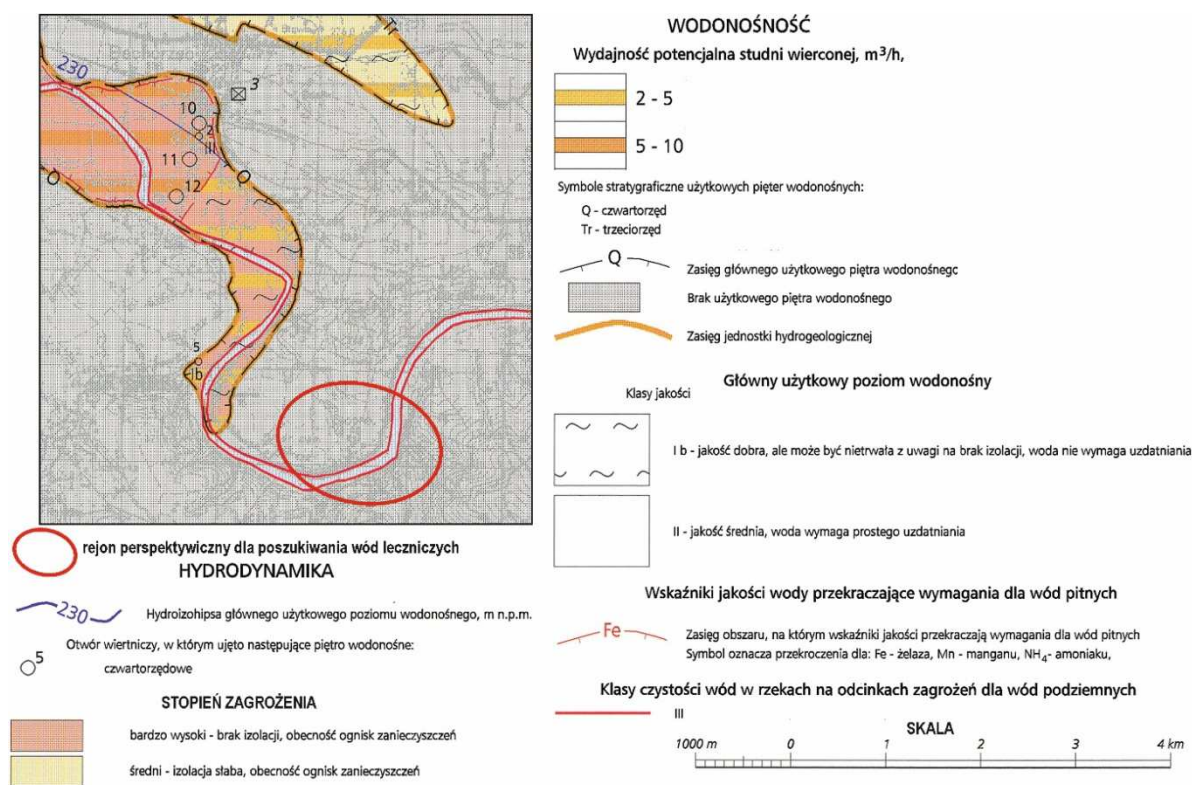 230
3
Tr
10
2
III
11
Q
Q
12
5
Ib
rejon perspektywiczny dla poszukiwania wód leczniczych
HYDRODYNAMIKA
230
Hydroizohipsa głównego użytkowego poziomu wodonośnego, m n.p.m.
5
Otwór wiertniczy, w którym ujęto następujące piętro wodonośne:
czwartorzędowe
STOPIEŃ ZAGROŻENIA
bardzo wysoki - brak izolacji, obecność ognisk zanieczyszczeń
średni - izolacja słaba, obecność ognisk zanieczyszczeń
WODONOŚNOŚĆ
Wydajność potencjalna studni wierconej, m³/h,
2 - 5
5 - 10
Symbole stratygraficzne użytkowych pięter wodonośnych:
Q - czwartorzęd
Tr - trzeciorzęd
Q
Zasięg głównego użytkowego piętra wodonośnegc
Brak użytkowego piętra wodonośnego
Zasięg jednostki hydrogeologicznej
Główny użytkowy poziom wodonośny
Klasy jakości
I b - jakość dobra, ale może być nietrwała z uwagi na brak izolacji, woda nie wymaga uzdatniania
II - jakość średnia, woda wymaga prostego uzdatniania
Wskaźniki jakości wody przekraczające wymagania dla wód pitnych
Fe
Zasięg obszaru, na którym wskaźniki jakości przekraczają wymagania dla wód pitnych
Symbol oznacza przekroczenia dla: Fe - żelaza, Mn - manganu, NH₄- amoniaku,
Klasy czystości wód w rzekach na odcinkach zagrożeń dla wód podziemnych
III
SKALA
1000 m 0 1 2 3 4 km